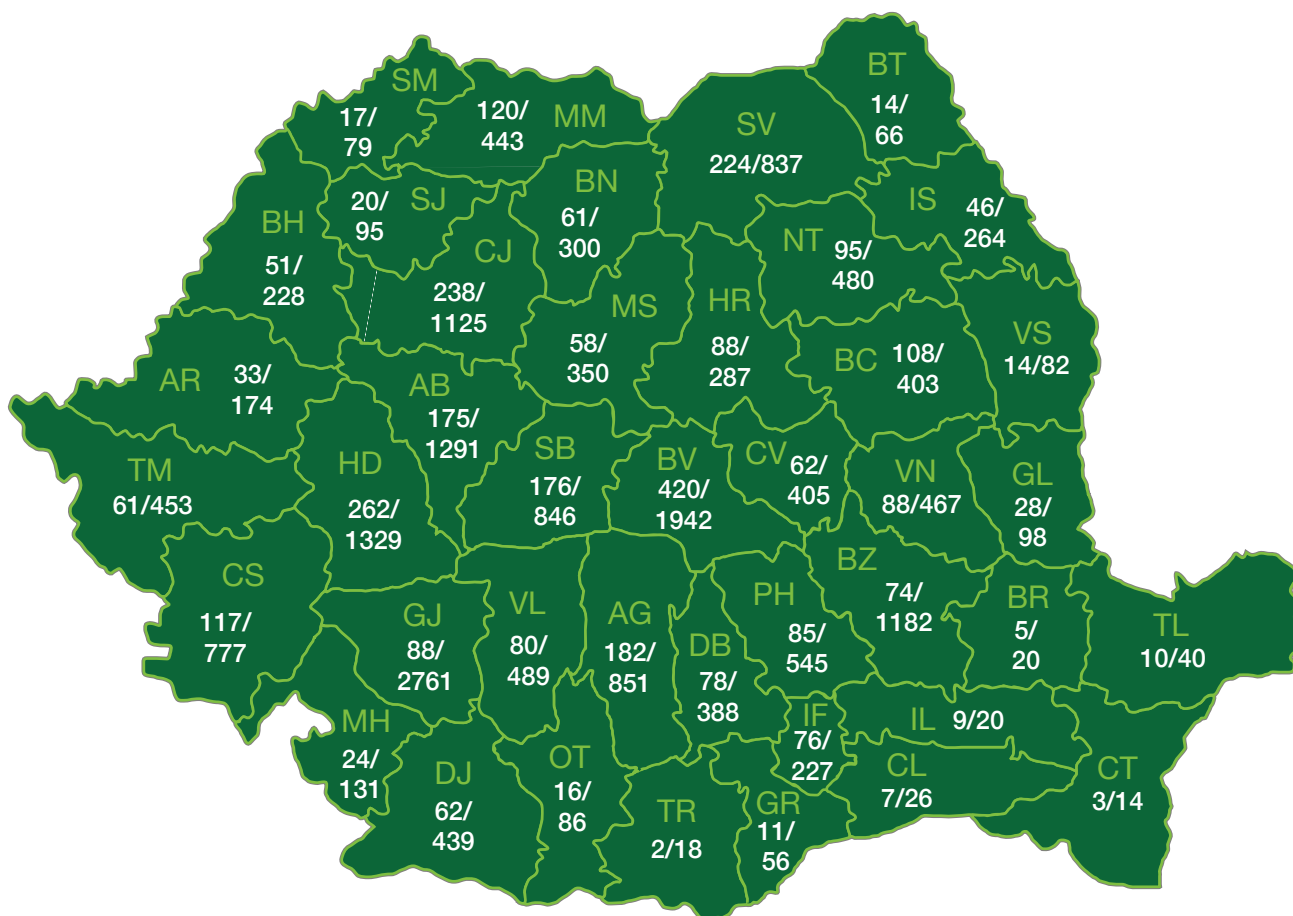 SM
17/
79
120/
443
MM
SV
224/837
BT
14/
66
BH
51/
228
20/
95
SJ
CJ
238/
1125
BN
61/
300
MS
58/
350
HR
88/
287
NT
95/
480
IS
46/
264
BC
108/
403
VS
14/82
AR
33/
174
AB
175/
1291
TM
61/453
HD
262/
1329
SB
176/
846
BV
420/
1942
CV
62/
405
VN
88/467
GL
28/
98
CS
117/
777
GJ
88/
2761
VL
80/
489
AG
182/
851
DB
78/
388
PH
85/
545
BZ
74/
1182
BR
5/
20
TL
10/40
MH
24/
131
DJ
62/
439
OT
16/
86
TR
2/18
GR
11/
56
IF
76/
227
IL
9/20
CL
7/26
CT
3/14